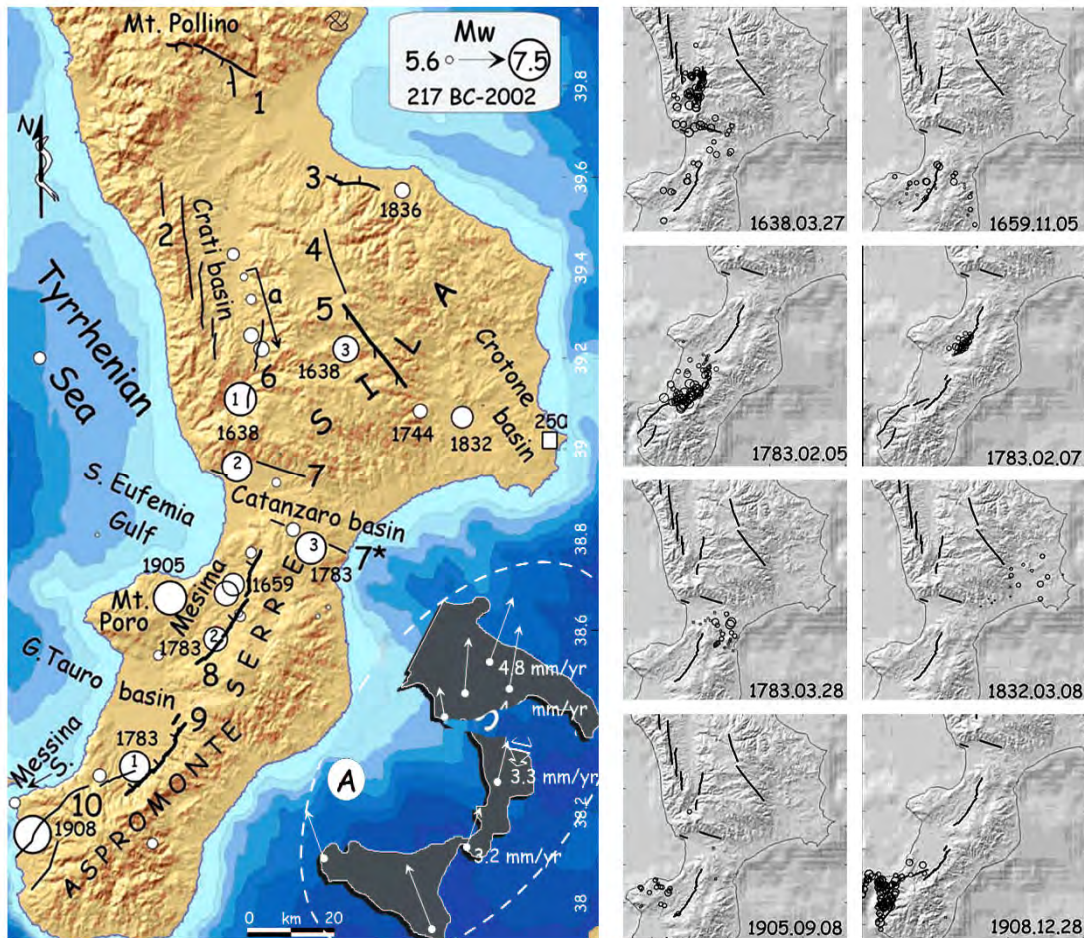 Mt. Pollino
Mw
5.6
7.5
217 BC-2002
1
N
39.8
3
1836
39.6
2
Crati basin
4
39.4
a
5
Tyrrhenian
Sea
S I L A
3
1638
6
39.2
Crotone
basin
1
1638
1744
1832
25a
39
2
7
S. Eufemia
Gulf
Catanzaro basin
3
1783
7*
38.8
1905
Mt.
Poro
Mesima
1659
1783
2
8
SERRE
38.6
G. Tauro basin
4.8 mm/yr
mm/yr
9
Messina
S.
1783
1
A
3.3 mm/yr
38.2
10
1908
ASPROMONTE
3.2 mm/yr
0 km 20
38
1638.03.27
1659.11.05
1783.02.05
1783.02.07
1783.03.28
1832.03.08
1905.09.08
1908.12.28